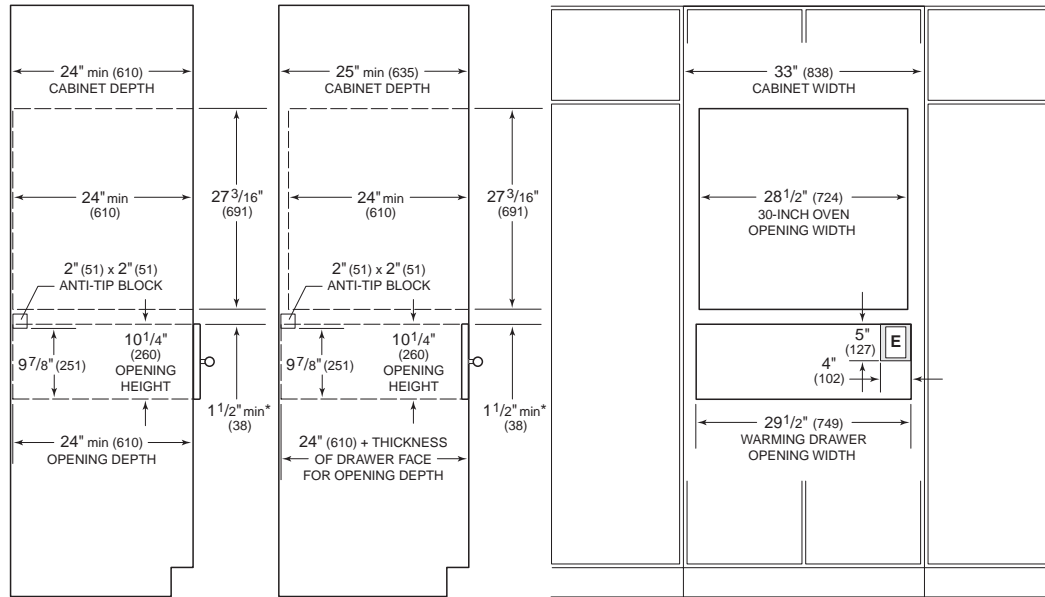 24" min (610)
CABINET DEPTH
24" min
(610)
27 3/16"
(691)
2" (51) x 2" (51)
ANTI-TIP BLOCK
9 7/8" (251)
10 1/4"
(260)
OPENING
HEIGHT
1 1/2" min*
(38)
24" min (610)
OPENING DEPTH
25" min (635)
CABINET DEPTH
24" min
(610)
27 3/16"
(691)
2" (51) x 2" (51)
ANTI-TIP BLOCK
9 7/8" (251)
10 1/4"
(260)
OPENING
HEIGHT
1 1/2" min*
(38)
24" (610) + THICKNESS
OF DRAWER FACE
FOR OPENING DEPTH
33" (838)
CABINET WIDTH
28 1/2" (724)
30-INCH OVEN
OPENING WIDTH
5"
(127)
E
4"
(102)
29 1/2" (749)
WARMING DRAWER
OPENING WIDTH